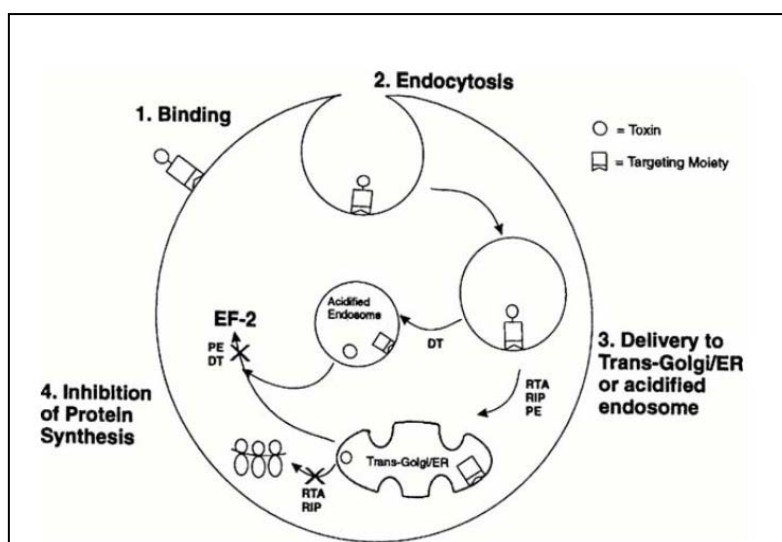 2. Endocytosis
1. Binding
= Toxin
= Targeting Moiety
Acidified
Endosome
EF-2
PE
DT
DT
3. Delivery to
Trans-Golgi/ER
or acidified
endosome
RTA
RIP
PE
4. Inhibition
of Protein
Synthesis
Trans-Golgi/ER
RTA
RIP